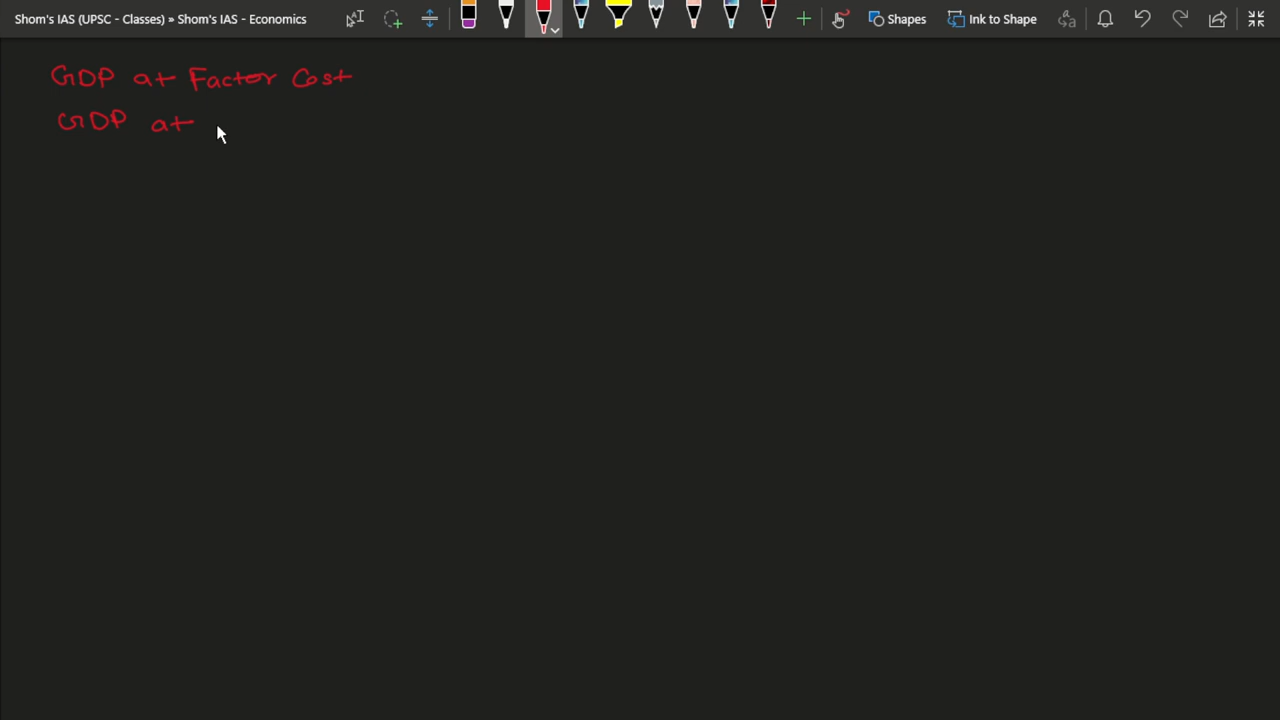 Shom's IAS (UPSC - Classes) » Shom's IAS - Economics Shapes Ink to Shape
GDP at Factor Cost
GDP at